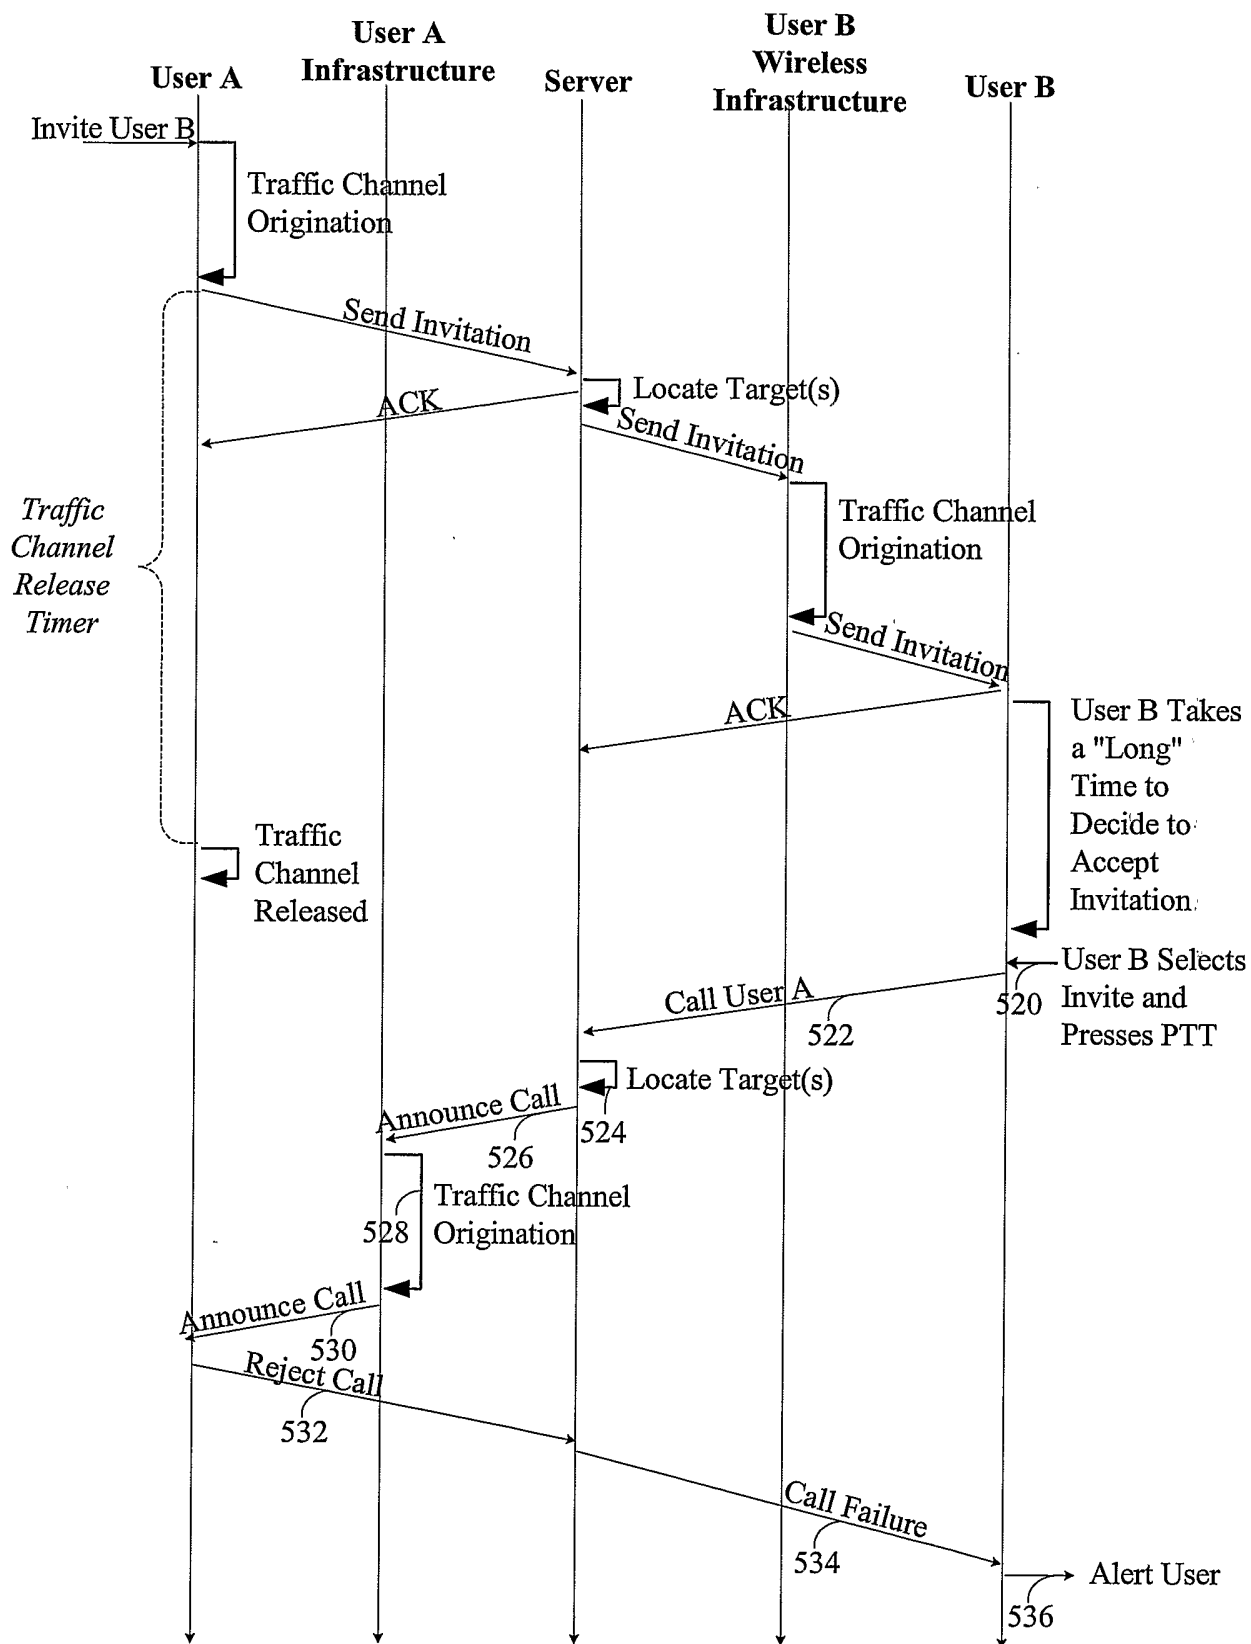 User A
User A
Infrastructure
Server
User B
Wireless
Infrastructure
User B
Invite User B
Traffic Channel
Origination
Send Invitation
Locate Target(s)
ACK
Send Invitation
Traffic
Channel
Release
Timer
Traffic Channel
Origination
Send Invitation
ACK
User B Takes
a "Long"
Time to
Decide to
Accept
Invitation
Traffic
Channel
Released
User B Selects
Invite and
Presses PTT
520
Call User A
522
Locate Target(s)
524
Announce Call
526
Traffic Channel
Origination
528
Announce Call
530
Reject Call
532
Call Failure
534
Alert User
536